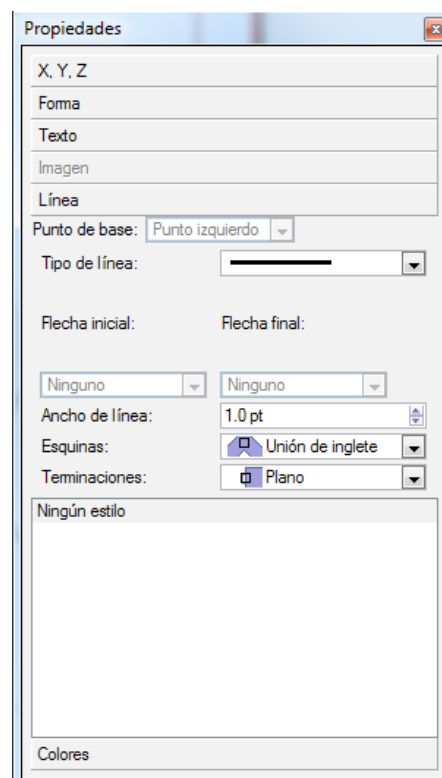 Propiedades
X, Y, Z
Forma
Texto
Imagen
Línea
Punto de base: Punto izquierdo
Tipo de línea:
Flecha inicial: Flecha final:
Ninguno Ninguno
Ancho de línea: 1.0 pt
Esquinas: Unión de inglete
Terminaciones: Plano
Ningún estilo
Colores